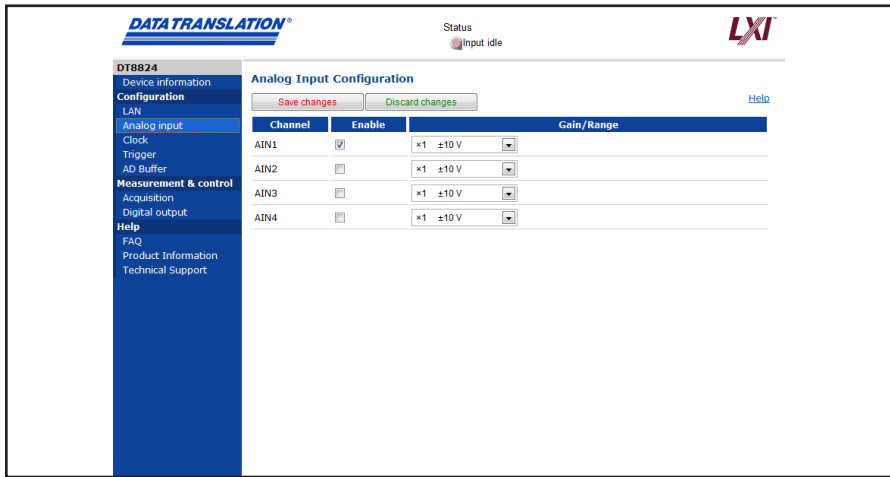 DATA TRANSLATION®
Status
Input idle
LXI
DT8824
Device information
Configuration
LAN
Analog input
Clock
Trigger
AD Buffer
Measurement & control
Acquisition
Digital output
Help
FAQ
Product Information
Technical Support
Analog Input Configuration
Save changes Discard changes Help
Channel Enable Gain/Range
AIN1 ×1 ±10 V
AIN2 ×1 ±10 V
AIN3 ×1 ±10 V
AIN4 ×1 ±10 V